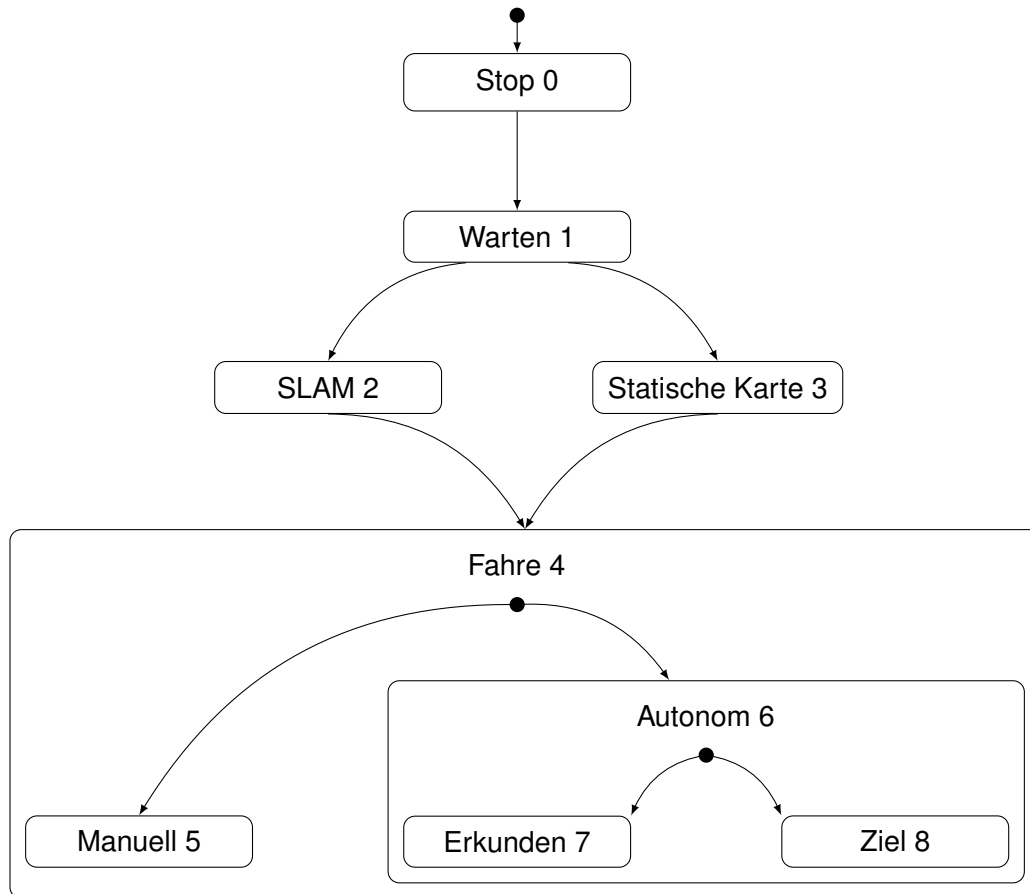 Stop 0
Warten 1
SLAM 2
Statische Karte 3
Fahre 4
Autonom 6
Manuell 5
Erkunden 7
Ziel 8